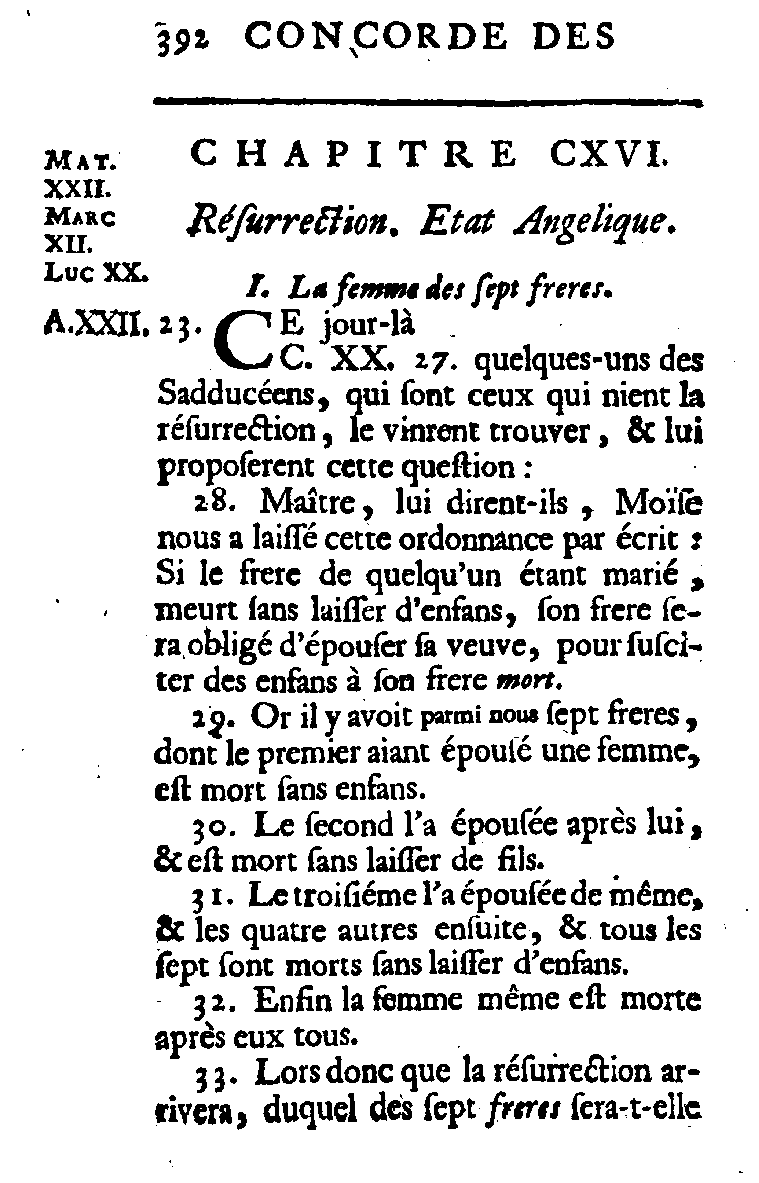 392 CONCORDE DES
MAT.
XXII.
MARC
XII.
LUC XX.
CHAPITRE CXVI.
Réſurrection. Etat Angelique.
I. La femme des ſept freres.
A.XXII. 23. CE jour-là
C. XX. 27. quelques-uns des
Sadducéens, qui ſont ceux qui nient la
réſurrection, le vinrent trouver, & lui
propoſerent cette queſtion :
28. Maître, lui dirent-ils, Moïſe
nous a laiſſé cette ordonnance par écrit :
Si le frere de quelqu'un étant marié,
meurt ſans laiſſer d'enfans, ſon frere ſe-
ra obligé d'épouſer ſa veuve, pour ſuſci-
ter des enfans à ſon frere mort.
29. Or il y avoit parmi nous ſept freres,
dont le premier aiant épouſé une femme,
eſt mort ſans enfans.
30. Le ſecond l'a épouſée après lui,
& eſt mort ſans laiſſer de fils.
31. Le troiſiéme l'a épouſée de même,
& les quatre autres enſuite, & tous les
ſept ſont morts ſans laiſſer d'enfans.
32. Enfin la femme même eſt morte
après eux tous.
33. Lors donc que la réſurrection ar-
rivera, duquel des ſept freres ſera-t-elle